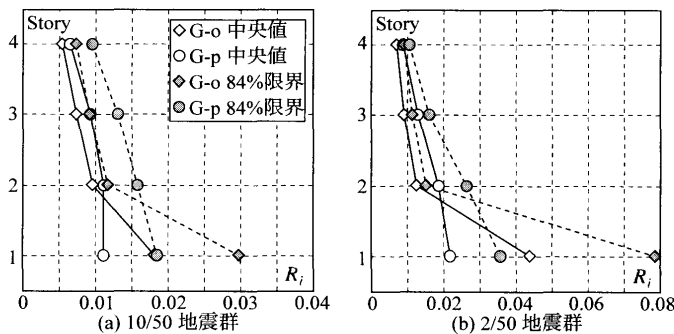 Story
4
3
2
1
G-o 中央値
G-p 中央値
G-o 84%限界
G-p 84%限界
R_i
0 0.01 0.02 0.03 0.04
(a) 10/50 地震群
Story
4
3
2
1
R_i
0 0.02 0.04 0.06 0.08
(b) 2/50 地震群